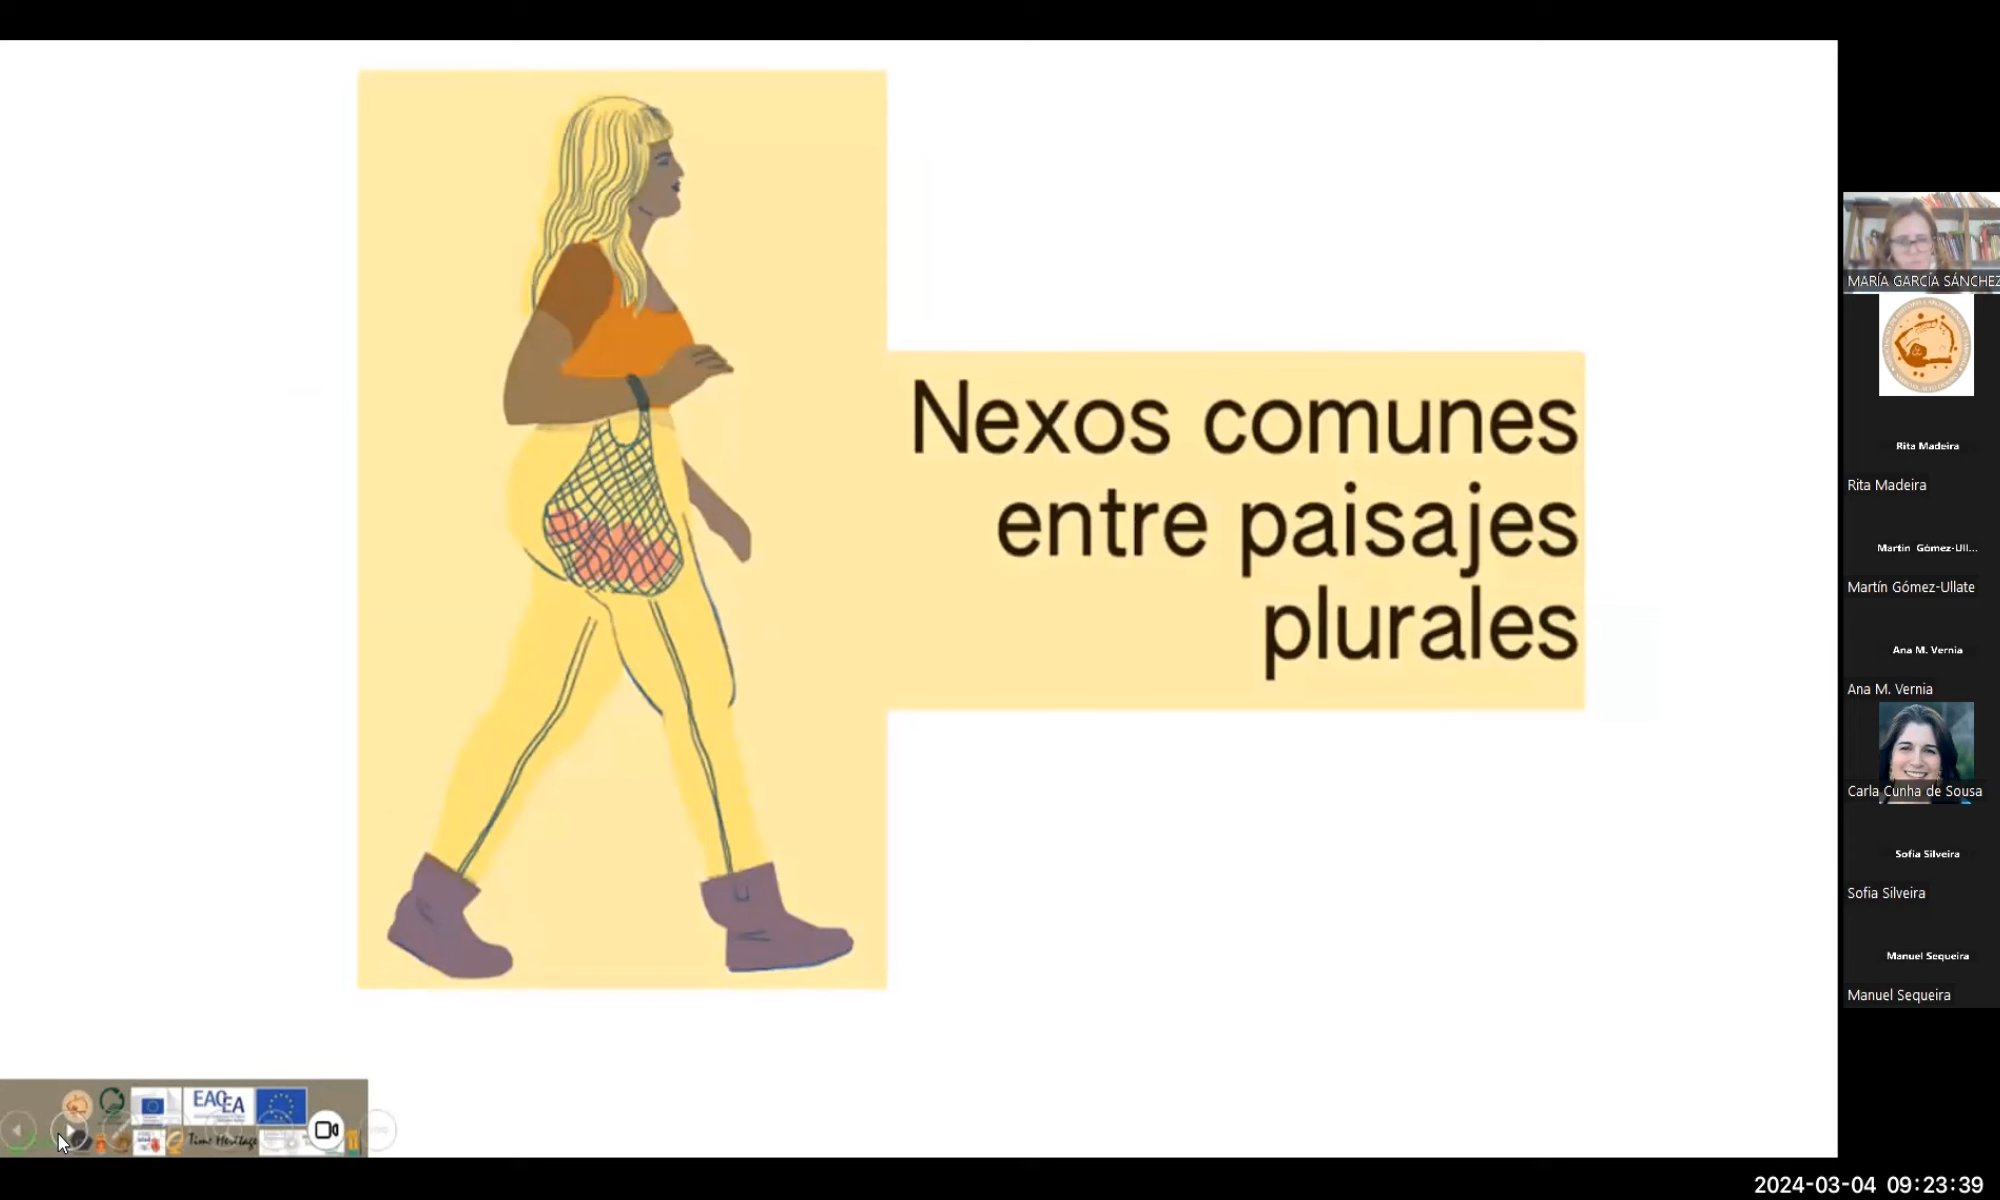 Nexos comunes
entre paisajes
plurales
MARÍA GARCÍA SÁNCHEZ
Rita Madeira
Rita Madeira
Martín Gómez-Ull...
Martín Gómez-Ullate
Ana M. Vernia
Ana M. Vernia
Carla Cunha de Sousa
Sofia Silveira
Sofia Silveira
Manuel Sequeira
Manuel Sequeira
EACEA
Time Heritage
2024-03-04 09:23:39